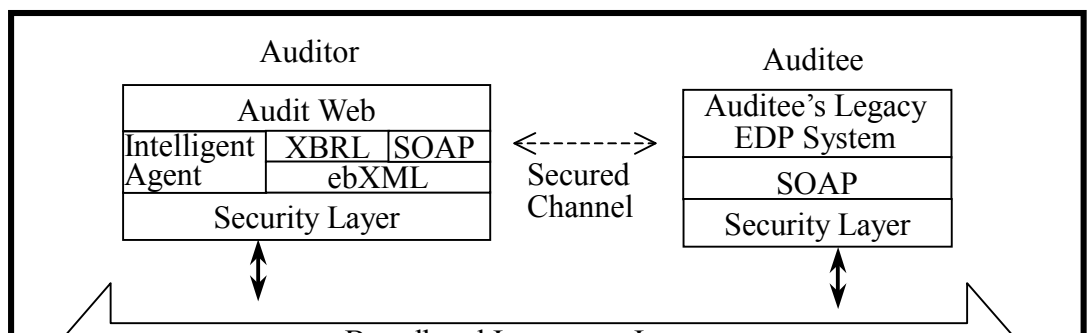 Auditor
Auditee
Audit Web
Intelligent
Agent
XBRL
SOAP
ebXML
Security Layer
Secured
Channel
Auditee’s Legacy
EDP System
SOAP
Security Layer